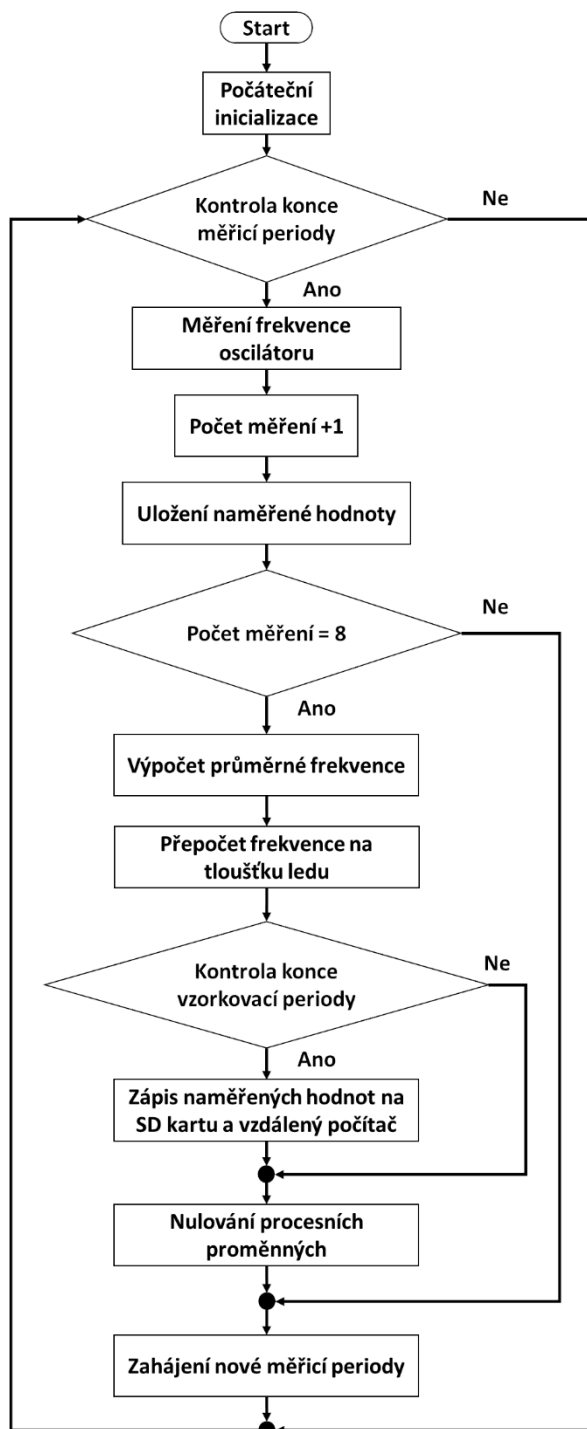 Start
Počáteční
inicializace
Kontrola konce
měřicí periody
Ne
Ano
Měření frekvence
oscilátoru
Počet měření +1
Uložení naměřené hodnoty
Počet měření = 8
Ne
Ano
Výpočet průměrné frekvence
Přepočet frekvence na
tloušťku ledu
Kontrola konce
vzorkovací periody
Ne
Ano
Zápis naměřených hodnot na
SD kartu a vzdálený počítač
Nulování procesních
proměnných
Zahájení nové měřicí periody